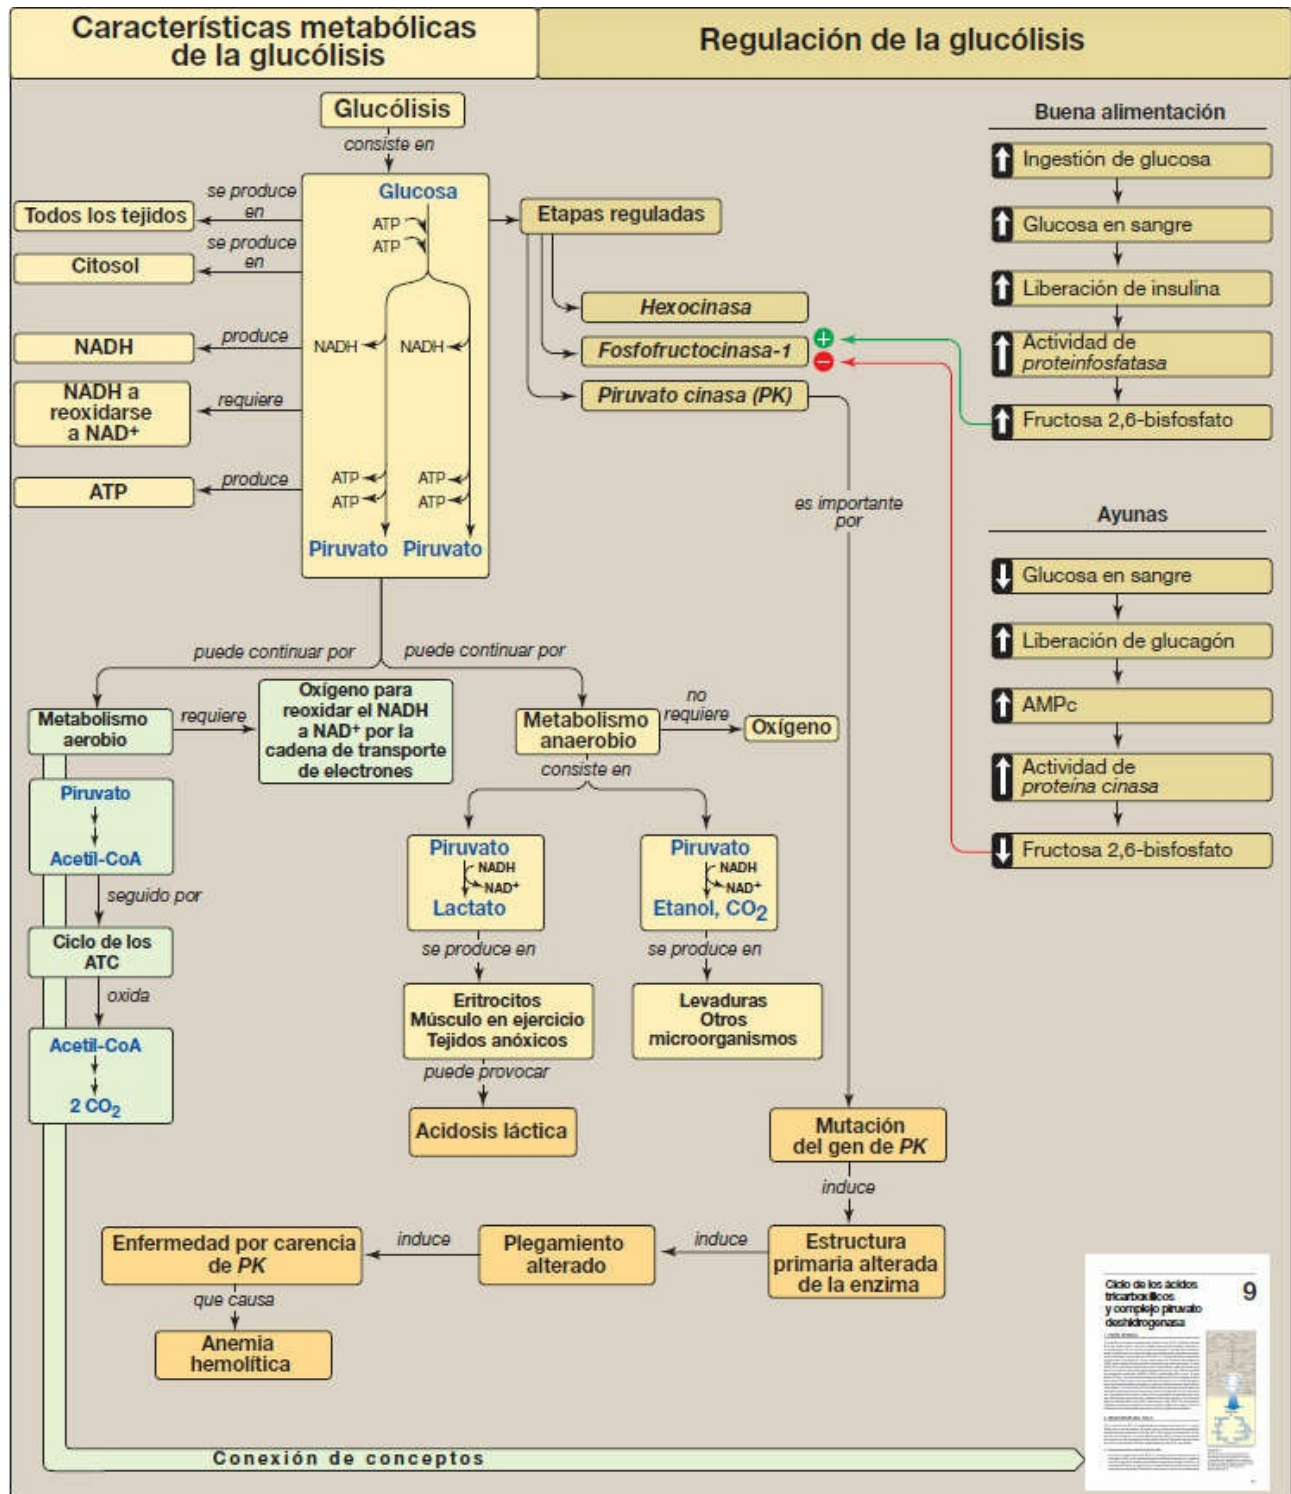 Características metabólicas
de la glucólisis
Regulación de la glucólisis
Glucólisis
consiste en
Glucosa
ATP
ATP
NADH
NADH
ATP
ATP
ATP
ATP
Piruvato
Piruvato
se produce
en
Todos los tejidos
se produce
en
Citosol
produce
NADH
requiere
NADH a
reoxidarse
a NAD+
produce
ATP
Etapas reguladas
Hexocinasa
Fosfofructocinasa-1
+
−
Piruvato cinasa (PK)
es importante
por
Buena alimentación
Ingestión de glucosa
Glucosa en sangre
Liberación de insulina
Actividad de
proteinfosfatasa
Fructosa 2,6-bisfosfato
Ayunas
Glucosa en sangre
Liberación de glucagón
AMPc
Actividad de
proteína cinasa
Fructosa 2,6-bisfosfato
puede continuar por
puede continuar por
Metabolismo
aerobio
requiere
Oxígeno para
reoxidar el NADH
a NAD+ por la
cadena de transporte
de electrones
Metabolismo
anaerobio
no
requiere
Oxígeno
consiste en
Piruvato
Acetil-CoA
seguido por
Ciclo de los
ATC
oxida
Acetil-CoA
2 CO2
Piruvato
NADH
NAD+
Lactato
se produce en
Eritrocitos
Músculo en ejercicio
Tejidos anóxicos
puede provocar
Acidosis láctica
Piruvato
NADH
NAD+
Etanol, CO2
se produce en
Levaduras
Otros
microorganismos
Mutación
del gen de PK
induce
Estructura
primaria alterada
de la enzima
induce
Plegamiento
alterado
induce
Enfermedad por carencia
de PK
que causa
Anemia
hemolítica
Conexión de conceptos
Ciclo de los ácidos
tricarboxílicos
y complejo piruvato
deshidrogenasa
9